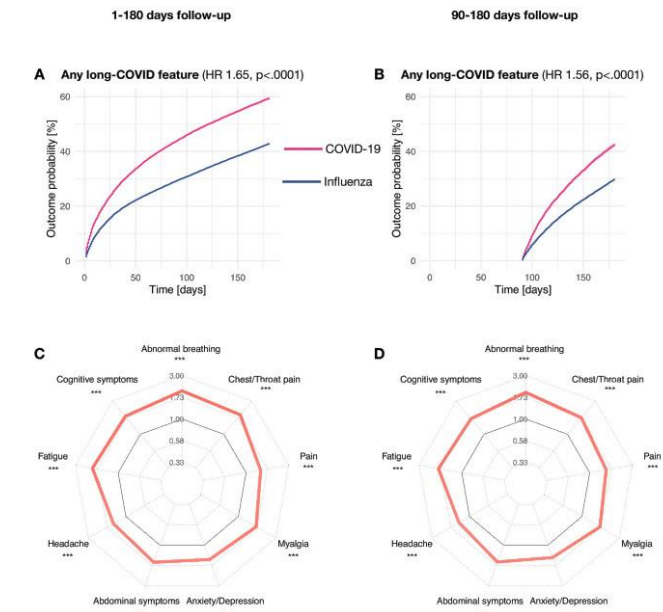 1-180 days follow-up
90-180 days follow-up
A Any long-COVID feature (HR 1.65, p<.0001)
B Any long-COVID feature (HR 1.56, p<.0001)
Outcome probability [%]
60
40
20
0
0 50 100 150
Time [days]
COVID-19
Influenza
Outcome probability [%]
60
40
20
0
0 50 100 150
Time [days]
C
Abnormal breathing
***
Cognitive symptoms
***
Chest/Throat pain
***
3.00
1.73
1.00
0.58
0.33
Fatigue
***
Pain
***
Headache
***
Myalgia
***
Abdominal symptoms Anxiety/Depression
D
Abnormal breathing
***
Cognitive symptoms
***
Chest/Throat pain
***
3.00
1.73
1.00
0.58
0.33
Fatigue
***
Pain
***
Headache
***
Myalgia
***
Abdominal symptoms Anxiety/Depression